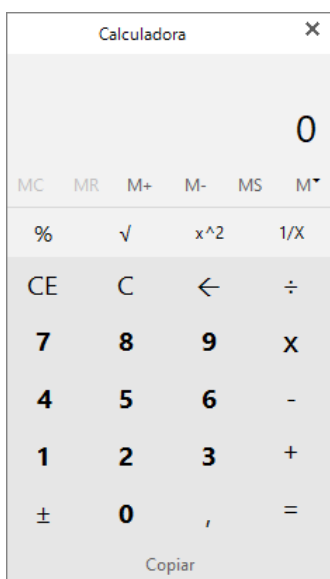 Calculadora ×
0
MC MR M+ M- MS M▾
% √ x^2 1/X
CE C ← ÷
7 8 9 x
4 5 6 -
1 2 3 +
± 0 , =
Copiar